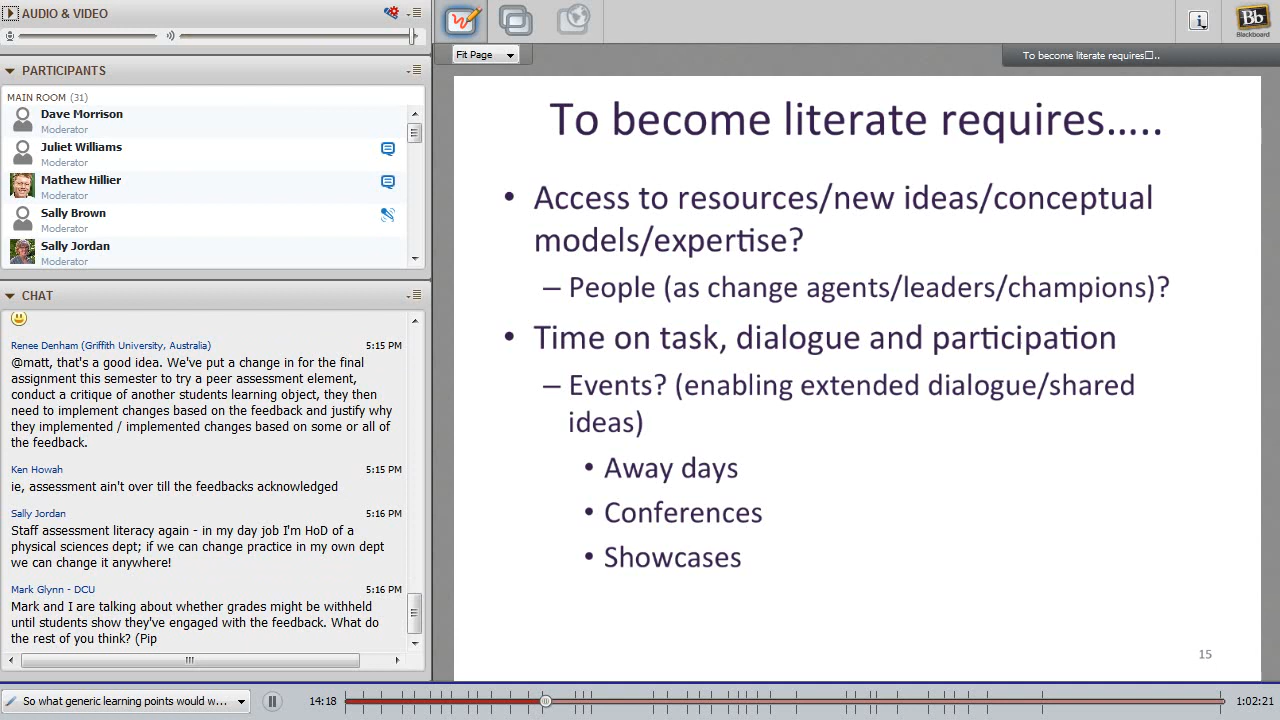 AUDIO & VIDEO
PARTICIPANTS
MAIN ROOM (31)
Dave Morrison
Moderator
Juliet Williams
Moderator
Mathew Hillier
Moderator
Sally Brown
Moderator
Sally Jordan
Moderator
CHAT
Renee Denham (Griffith University, Australia) 5:15 PM
@matt, that's a good idea. We've put a change in for the final
assignment this semester to try a peer assessment element,
conduct a critique of another students learning object, they then
need to implement changes based on the feedback and justify why
they implemented / implemented changes based on some or all of
the feedback.
Ken Howah 5:15 PM
ie, assessment ain't over till the feedbacks acknowledged
Sally Jordan 5:16 PM
Staff assessment literacy again - in my day job I'm HoD of a
physical sciences dept; if we can change practice in my own dept
we can change it anywhere!
Mark Glynn - DCU 5:16 PM
Mark and I are talking about whether grades might be withheld
until students show they've engaged with the feedback. What do
the rest of you think? (Pip
Bb
Blackboard
Fit Page
To become literate requires□..
To become literate requires.....
• Access to resources/new ideas/conceptual
models/expertise?
– People (as change agents/leaders/champions)?
• Time on task, dialogue and participation
– Events? (enabling extended dialogue/shared
ideas)
• Away days
• Conferences
• Showcases
15
So what generic learning points would w...
14:18
1:02:21